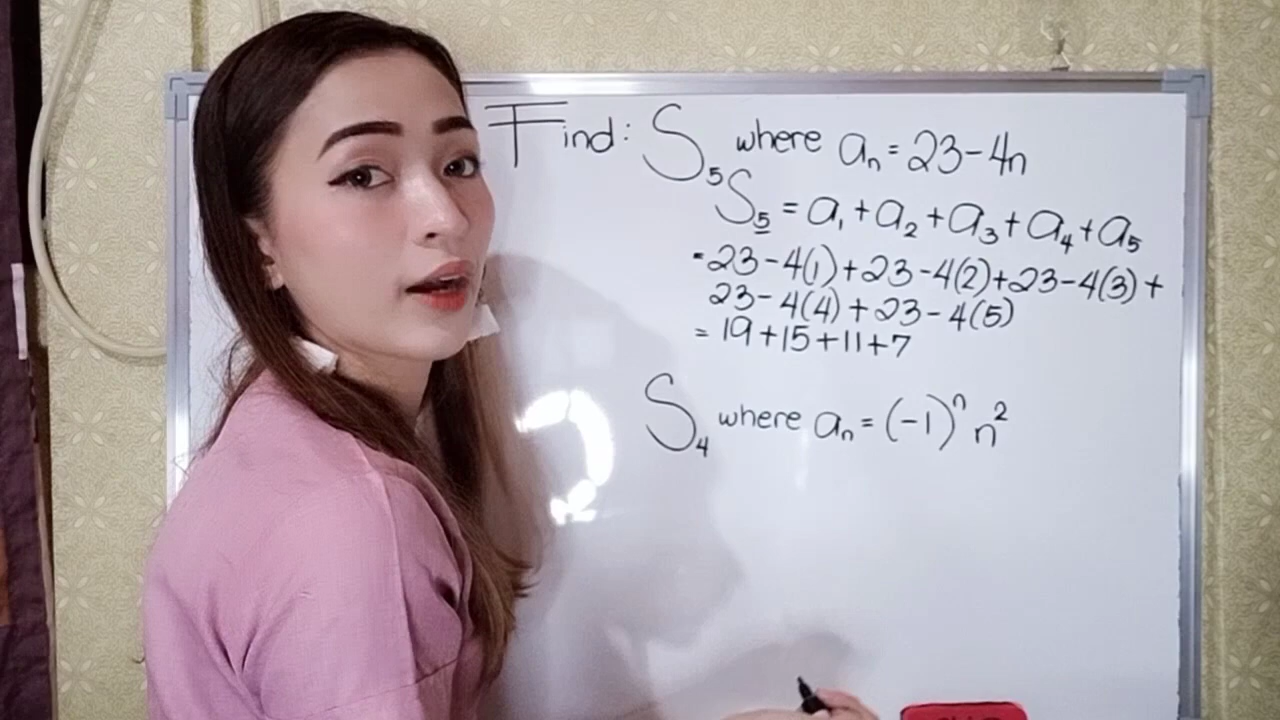 Find: S₅ where aₙ = 23 - 4n
S₅ = a₁ + a₂ + a₃ + a₄ + a₅
= 23 - 4(1) + 23 - 4(2) + 23 - 4(3) +
23 - 4(4) + 23 - 4(5)
= 19 + 15 + 11 + 7
S₄ where aₙ = (-1)ⁿ n²